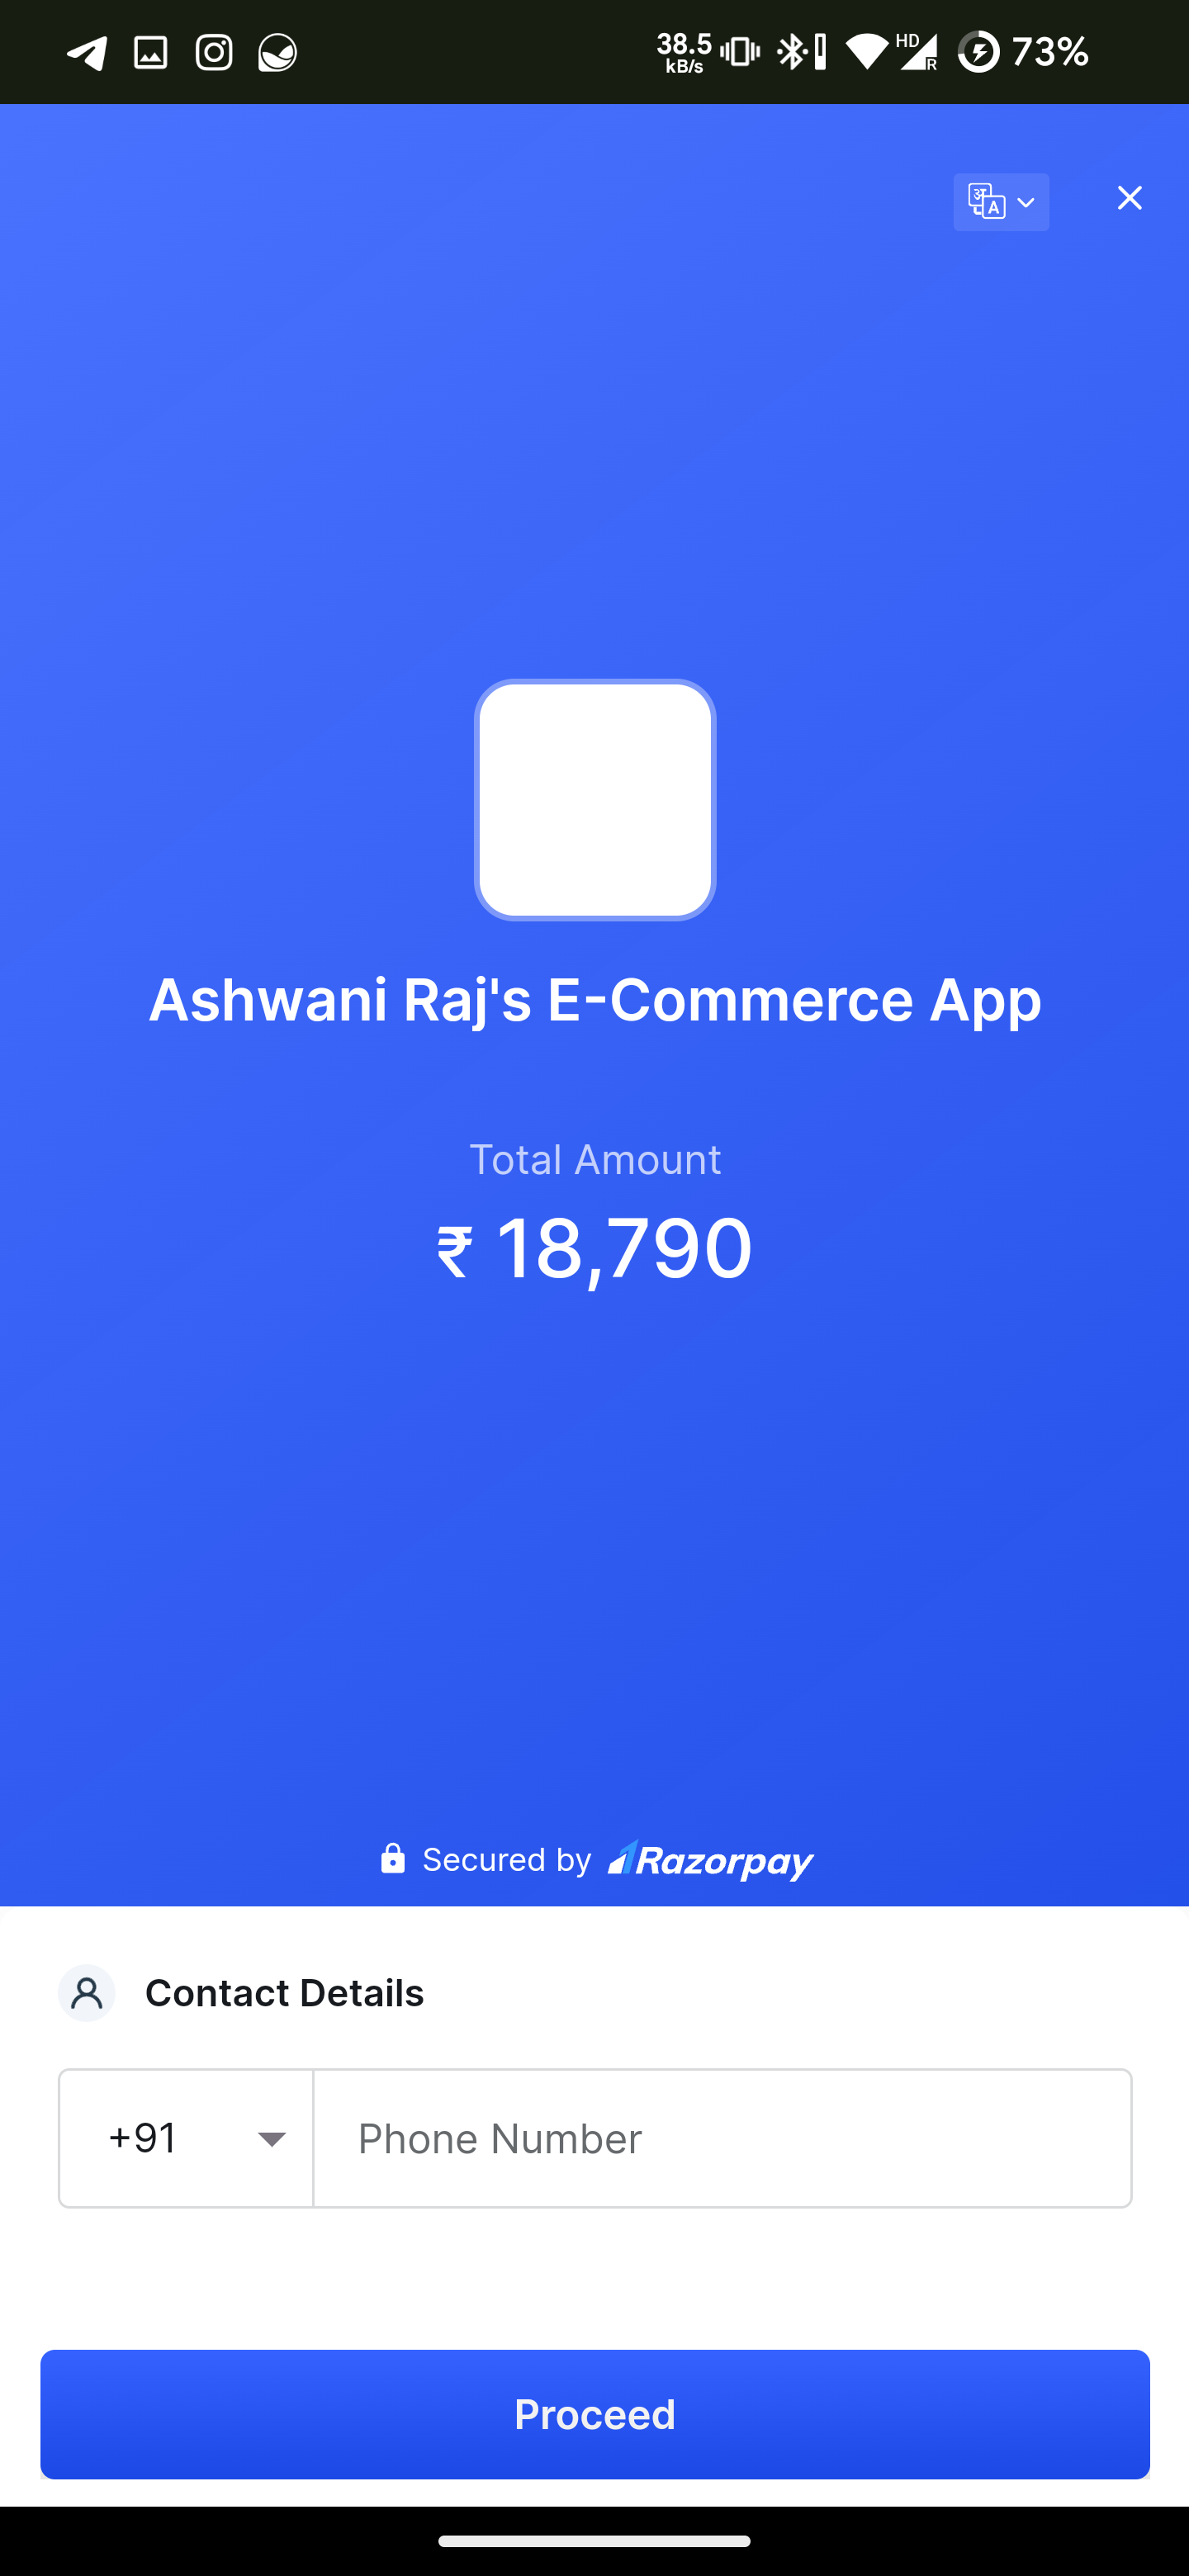 38.5
kB/s
HD
R
73%
अ
A
Ashwani Raj's E-Commerce App
Total Amount
₹ 18,790
Secured by Razorpay
Contact Details
+91
Phone Number
Proceed